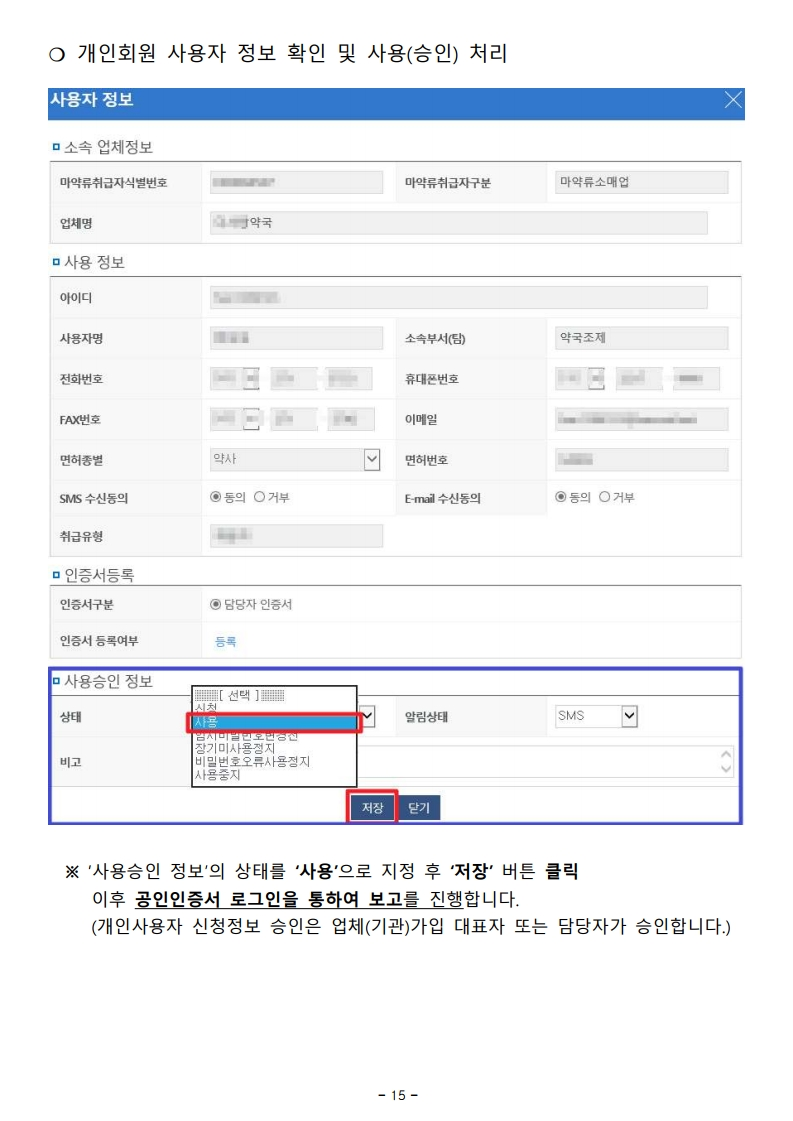 ❍ 개인회원 사용자 정보 확인 및 사용(승인) 처리
사용자 정보
소속 업체정보
마약류취급자식별번호 마약류취급자구분 마약류소매업
업체명 약국
사용 정보
아이디
사용자명 소속부서(팀) 약국조제
전화번호 휴대폰번호
FAX번호 이메일
면허종별 약사 면허번호
SMS 수신동의 동의 거부 E-mail 수신동의 동의 거부
취급유형
인증서등록
인증서구분 담당자 인증서
인증서 등록여부 등록
사용승인 정보
[ 선택 ]
신청
상태 사용 알림상태 SMS
임시비밀번호변경전
장기미사용정지
비고 비밀번호오류사용정지
사용중지
저장 닫기
※ '사용승인 정보'의 상태를 '사용'으로 지정 후 '저장' 버튼 클릭
이후 공인인증서 로그인을 통하여 보고를 진행합니다.
(개인사용자 신청정보 승인은 업체(기관)가입 대표자 또는 담당자가 승인합니다.)
- 15 -